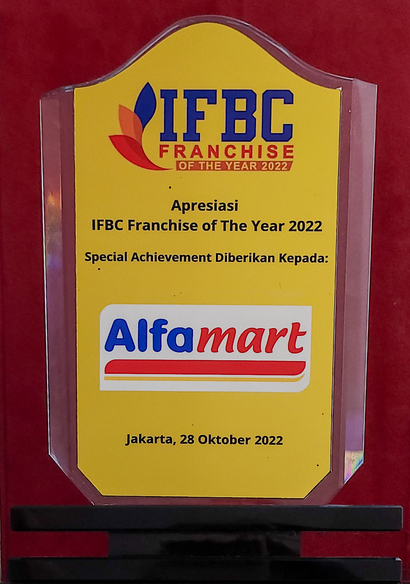 IFBC
FRANCHISE
OF THE YEAR 2022
Apresiasi
IFBC Franchise of The Year 2022
Special Achievement Diberikan Kepada:
Alfamart
Jakarta, 28 Oktober 2022